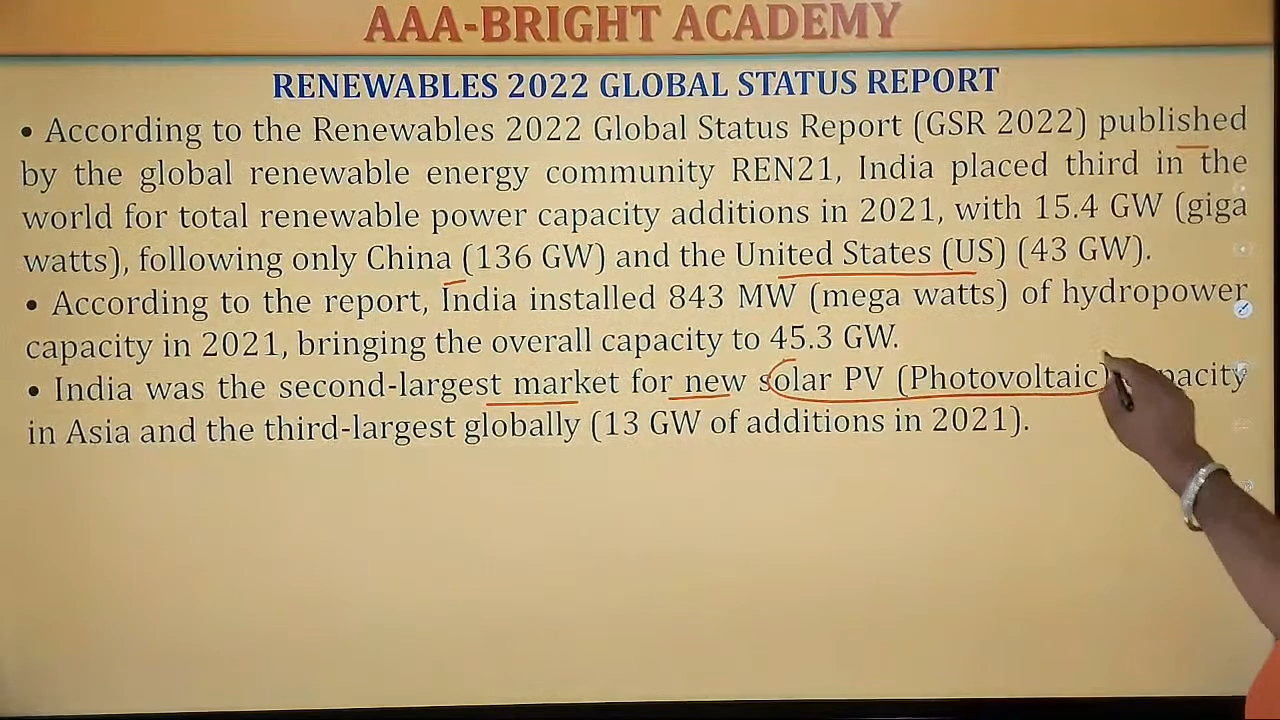 AAA-BRIGHT ACADEMY
RENEWABLES 2022 GLOBAL STATUS REPORT
• According to the Renewables 2022 Global Status Report (GSR 2022) published
by the global renewable energy community REN21, India placed third in the
world for total renewable power capacity additions in 2021, with 15.4 GW (giga
watts), following only China (136 GW) and the United States (US) (43 GW).
• According to the report, India installed 843 MW (mega watts) of hydropower
capacity in 2021, bringing the overall capacity to 45.3 GW.
• India was the second-largest market for new solar PV (Photovoltaic) capacity
in Asia and the third-largest globally (13 GW of additions in 2021).